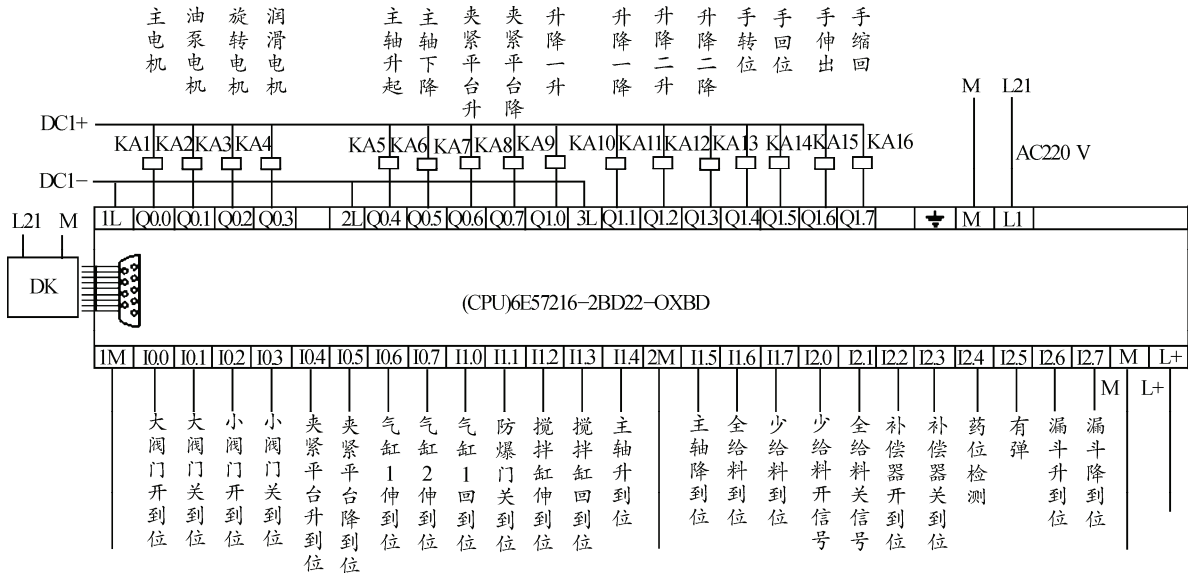 主电机
油泵电机
旋转电机
润滑电机
主轴升起
主轴下降
夹紧平台升
夹紧平台降
升降一升
升降一降
升降二升
升降二降
手转位
手回位
手伸出
手缩回
M L21
DC1+
KA1 KA2 KA3 KA4 KA5 KA6 KA7 KA8 KA9 KA10 KA11 KA12 KA13 KA14 KA15 KA16
AC220 V
DC1−
L21 M
1L Q0.0 Q0.1 Q0.2 Q0.3 2L Q0.4 Q0.5 Q0.6 Q0.7 Q1.0 3L Q1.1 Q1.2 Q1.3 Q1.4 Q1.5 Q1.6 Q1.7 M L1
DK
(CPU)6E57216−2BD22−OXBD
1M I0.0 I0.1 I0.2 I0.3 I0.4 I0.5 I0.6 I0.7 I1.0 I1.1 I1.2 I1.3 I1.4 2M I1.5 I1.6 I1.7 I2.0 I2.1 I2.2 I2.3 I2.4 I2.5 I2.6 I2.7 M L+
M L+
大阀门开到位
大阀门关到位
小阀门开到位
小阀门关到位
夹紧平台升到位
夹紧平台降到位
气缸1伸到位
气缸2伸到位
气缸1回到位
防爆门关到位
搅拌缸伸到位
搅拌缸回到位
主轴升到位
主轴降到位
全给料到位
少给料到位
少给料开信号
全给料关信号
补偿器开到位
补偿器关到位
药位检测
有弹
漏斗升到位
漏斗降到位